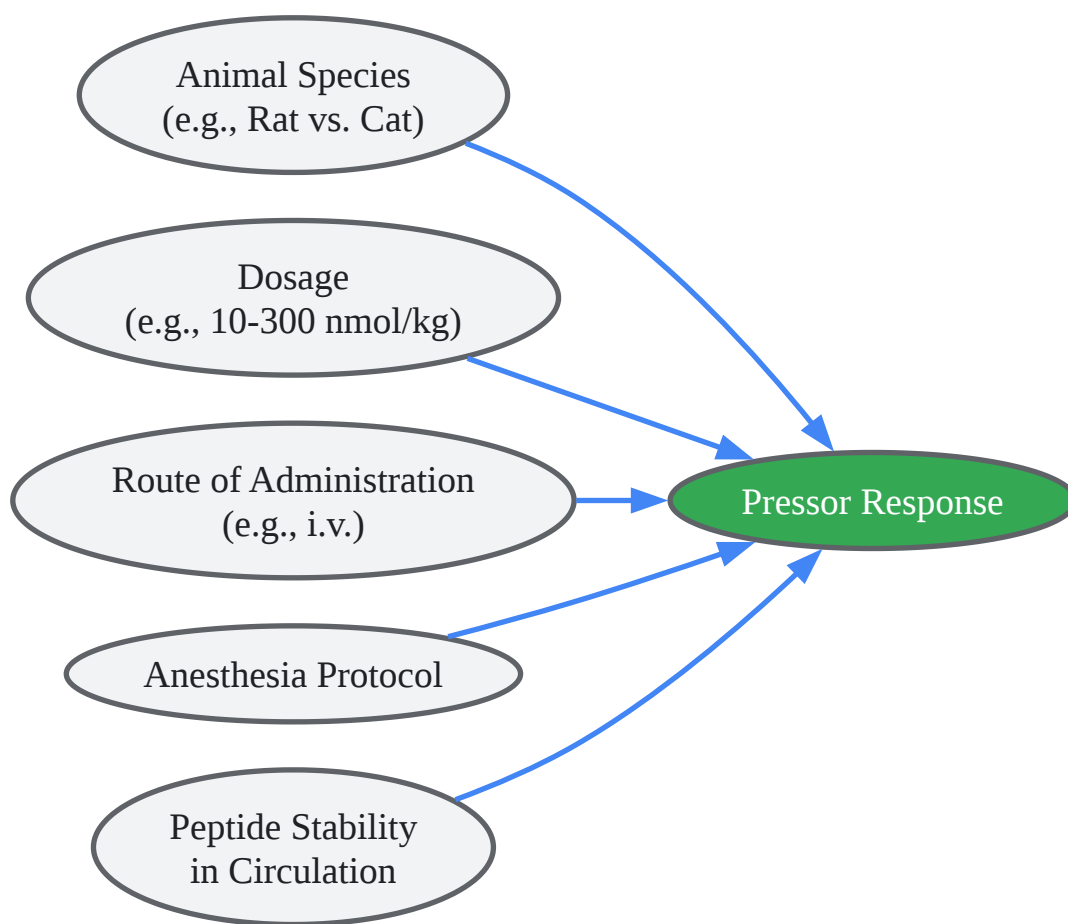 Animal Species
(e.g., Rat vs. Cat)
Dosage
(e.g., 10-300 nmol/kg)
Route of Administration
(e.g., i.v.)
Pressor Response
Anesthesia Protocol
Peptide Stability
in Circulation